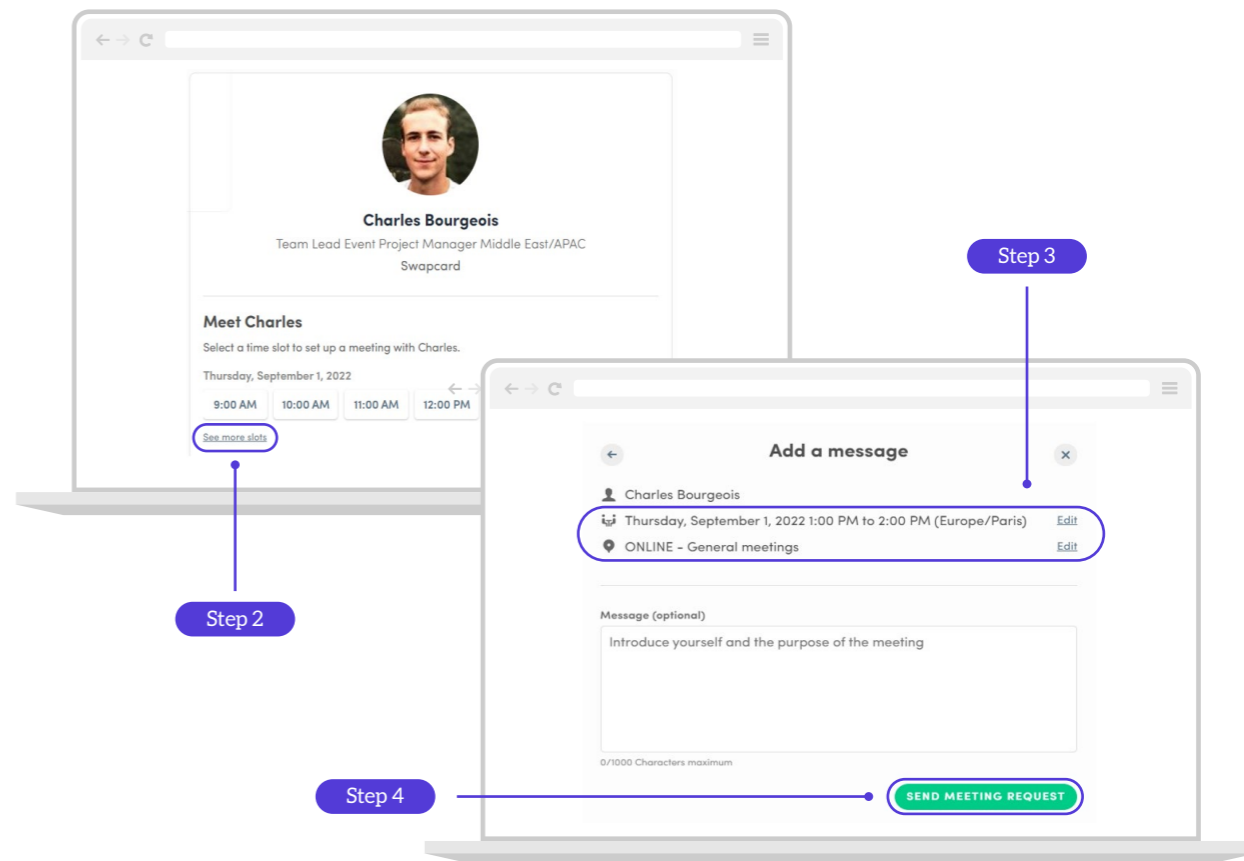 Charles Bourgeois
Team Lead Event Project Manager Middle East/APAC
Swapcard
Meet Charles
Select a time slot to set up a meeting with Charles.
Thursday, September 1, 2022
9:00 AM 10:00 AM 11:00 AM 12:00 PM
See more slots
Step 2
Step 3
Add a message
Charles Bourgeois
Thursday, September 1, 2022 1:00 PM to 2:00 PM (Europe/Paris) Edit
ONLINE - General meetings Edit
Message (optional)
Introduce yourself and the purpose of the meeting
0/1000 Characters maximum
Step 4
SEND MEETING REQUEST